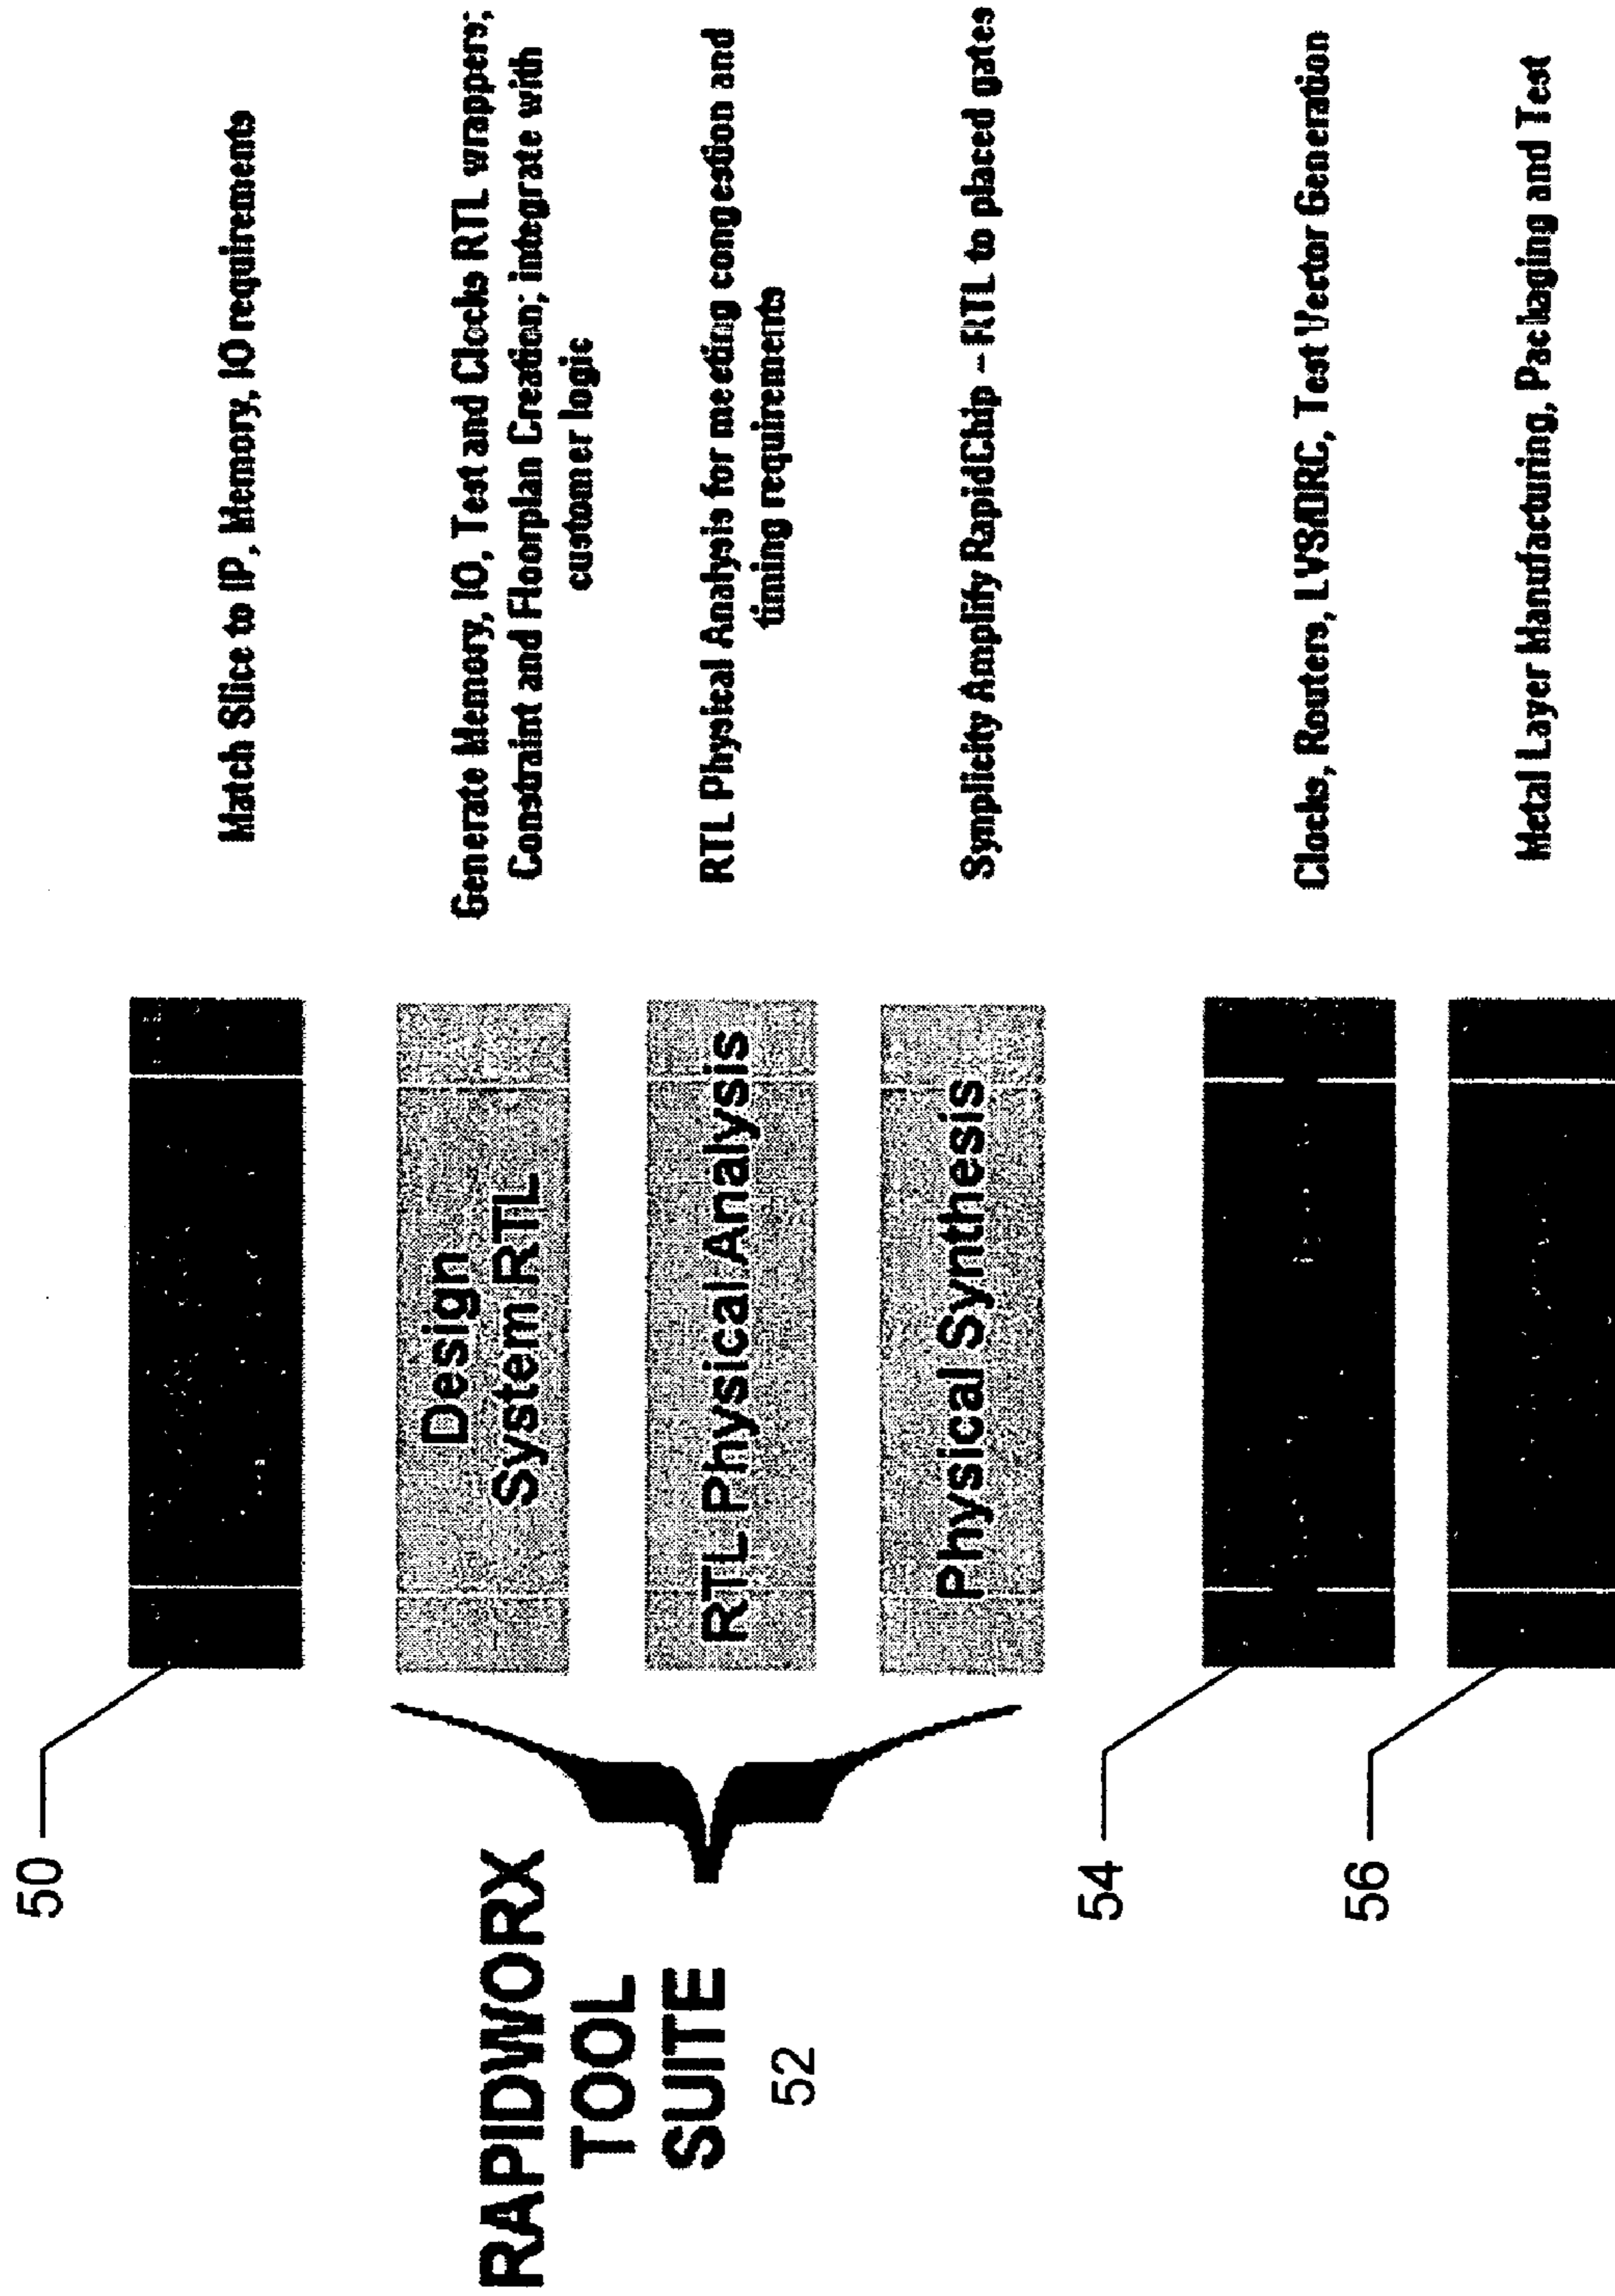 50
Match Slice to IP, Memory, IO requirements
RAPIDWORX
TOOL
SUITE
52
Design
System RTL
Generate Memory, IO, Test and Clocks RTL wrappers;
Constraint and Floorplan Creation; integrate with
customer logic
RTL Physical Analysis
RTL Physical Analysis for meeting congestion and
timing requirements
Physical Synthesis
Synplicity Amplify RapidChip – RTL to placed gates
54
Clocks, Routers, LVS/DRC, Test Vector Generation
56
Metal Layer Manufacturing, Packaging and Test